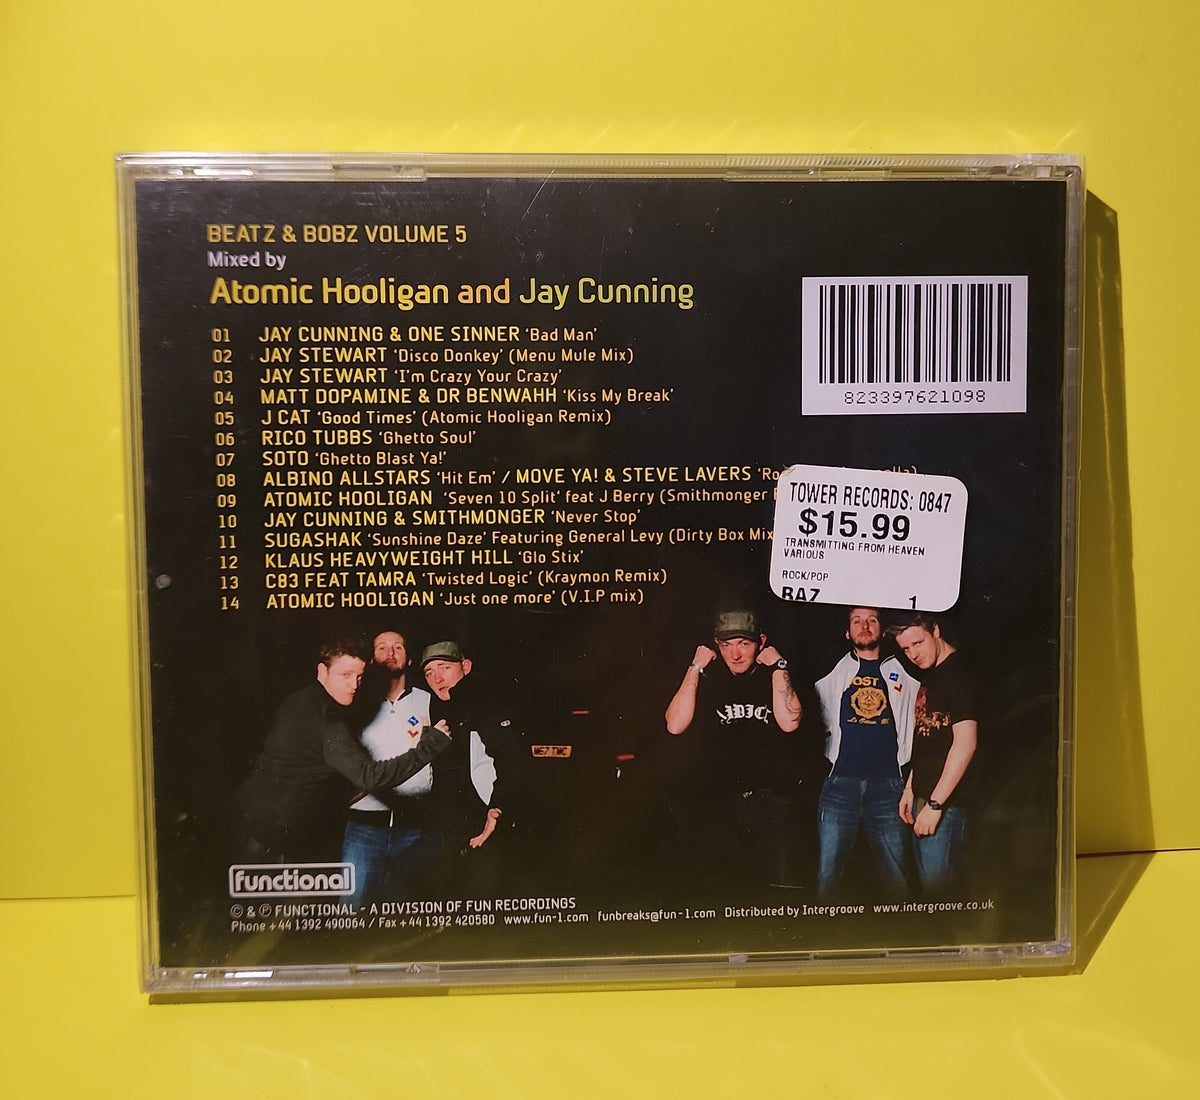 BEATZ & BOBZ VOLUME 5
Mixed by
Atomic Hooligan and Jay Cunning
01 JAY CUNNING & ONE SINNER ‘Bad Man’
02 JAY STEWART ‘Disco Donkey’ (Menu Mule Mix)
03 JAY STEWART ‘I'm Crazy Your Crazy’
04 MATT DOPAMINE & DR BENWAHH ‘Kiss My Break’
05 J CAT ‘Good Times’ (Atomic Hooligan Remix)
06 RICO TUBBS ‘Ghetto Soul’
07 SOTO ‘Ghetto Blast Ya!’
08 ALBINO ALLSTARS ‘Hit Em’ / MOVE YA! & STEVE LAVERS
09 ATOMIC HOOLIGAN ‘Seven 10 Split’ feat J Berry (Smithmonger
10 JAY CUNNING & SMITHMONGER ‘Never Stop’
11 SUGASHAK ‘Sunshine Daze’ Featuring General Levy (Dirty Box Mix
12 KLAUS HEAVYWEIGHT HILL ‘Glo Stix’
13 C83 FEAT TAMRA ‘Twisted Logic’ (Kraymon Remix)
14 ATOMIC HOOLIGAN ‘Just one more’ (V.I.P mix)
823397621098
TOWER RECORDS: 0847
$15.99
TRANSMITTING FROM HEAVEN
VARIOUS
ROCK/POP
BAZ 1
W67 TWC
functional
© & ℗ FUNCTIONAL - A DIVISION OF FUN RECORDINGS
Phone +44 1392 490064 / Fax +44 1392 420580 www.fun-1.com funbreaks@fun-1.com Distributed by Intergroove www.intergroove.co.uk